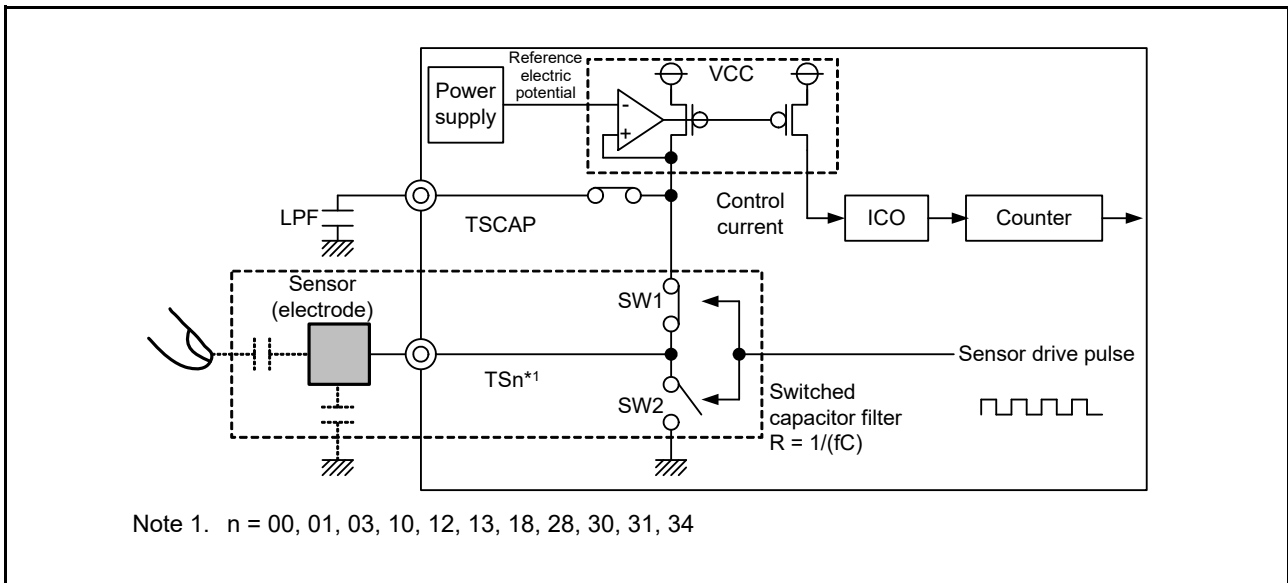 Reference
electric
potential
VCC
Power
supply
-
+
LPF
TSCAP
Control
current
ICO
Counter
Sensor
(electrode)
SW1
TSn*1
Sensor drive pulse
SW2
Switched
capacitor filter
R = 1/(fC)
Note 1. n = 00, 01, 03, 10, 12, 13, 18, 28, 30, 31, 34